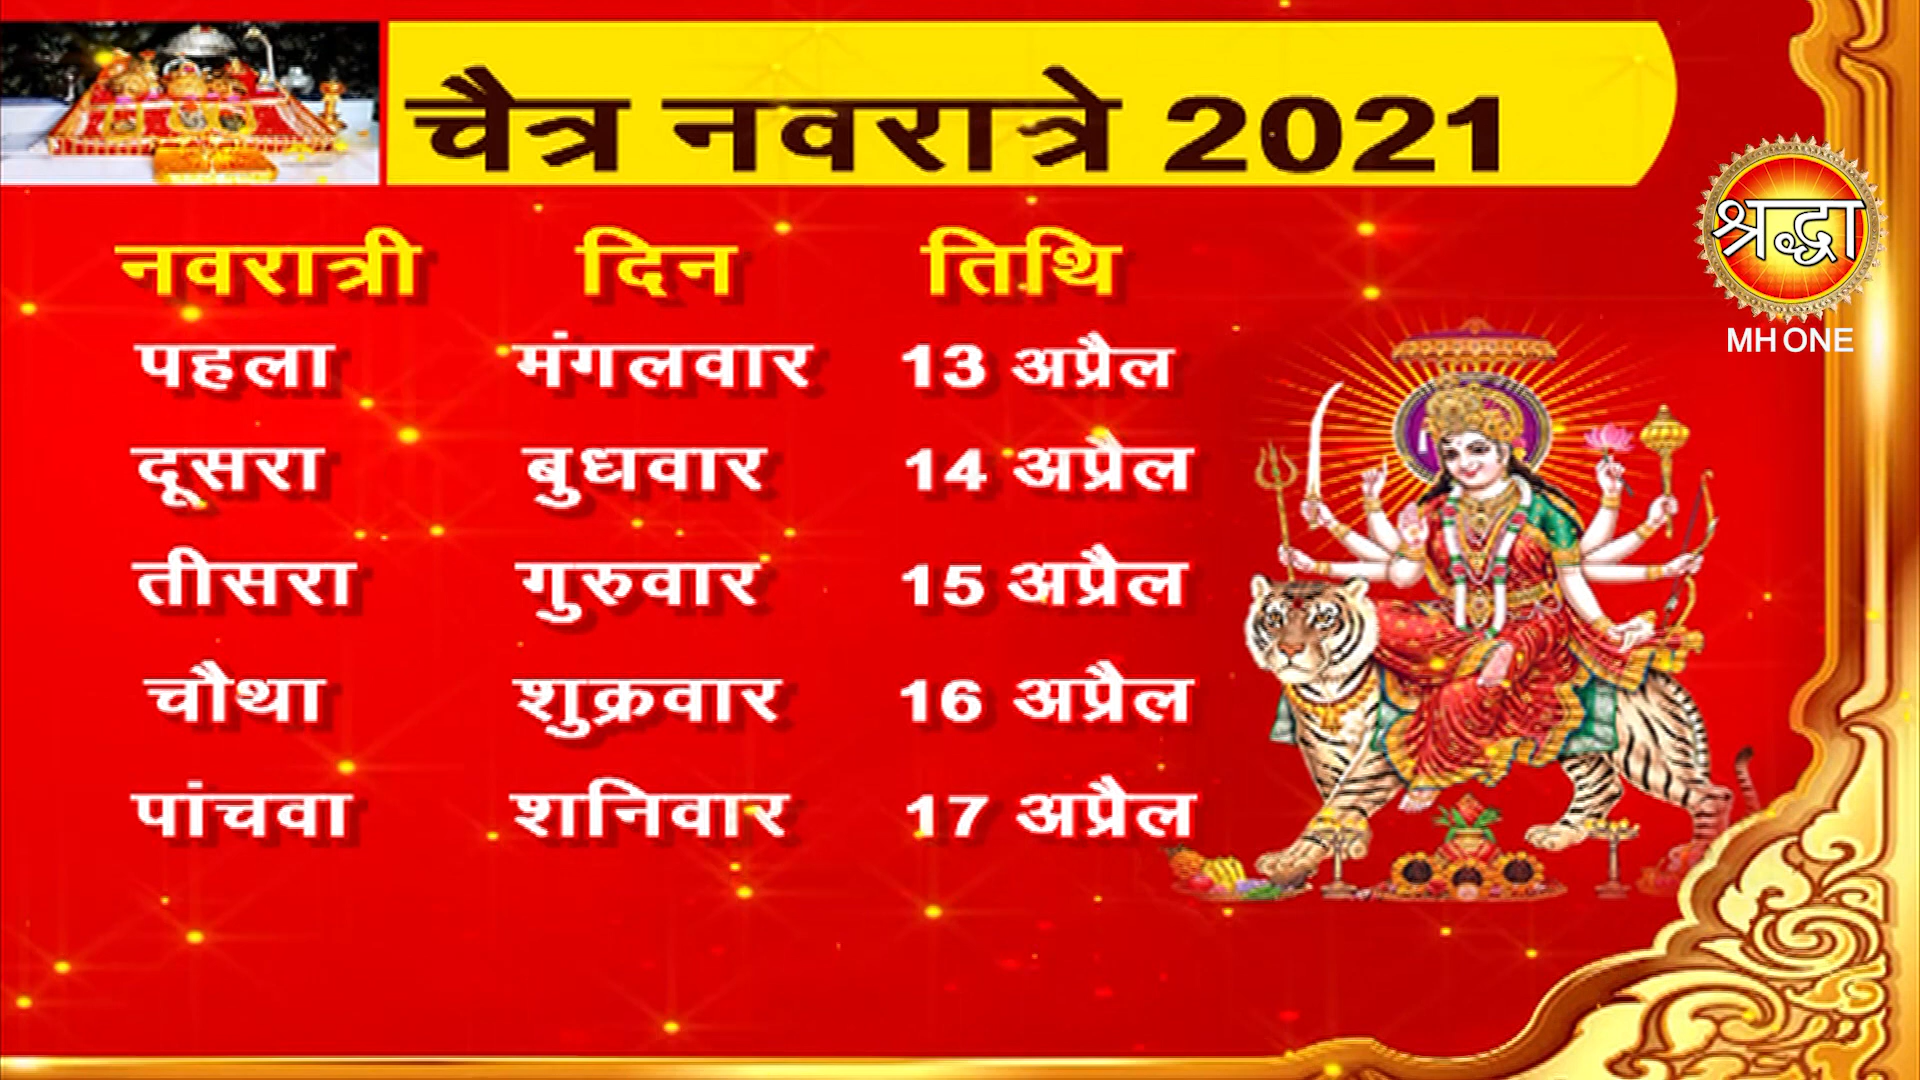 चैत्र नवरात्रे 2021
श्रद्धा
MH ONE
नवरात्री दिन तिथि
पहला मंगलवार 13 अप्रैल
दूसरा बुधवार 14 अप्रैल
तीसरा गुरुवार 15 अप्रैल
चौथा शुक्रवार 16 अप्रैल
पांचवा शनिवार 17 अप्रैल